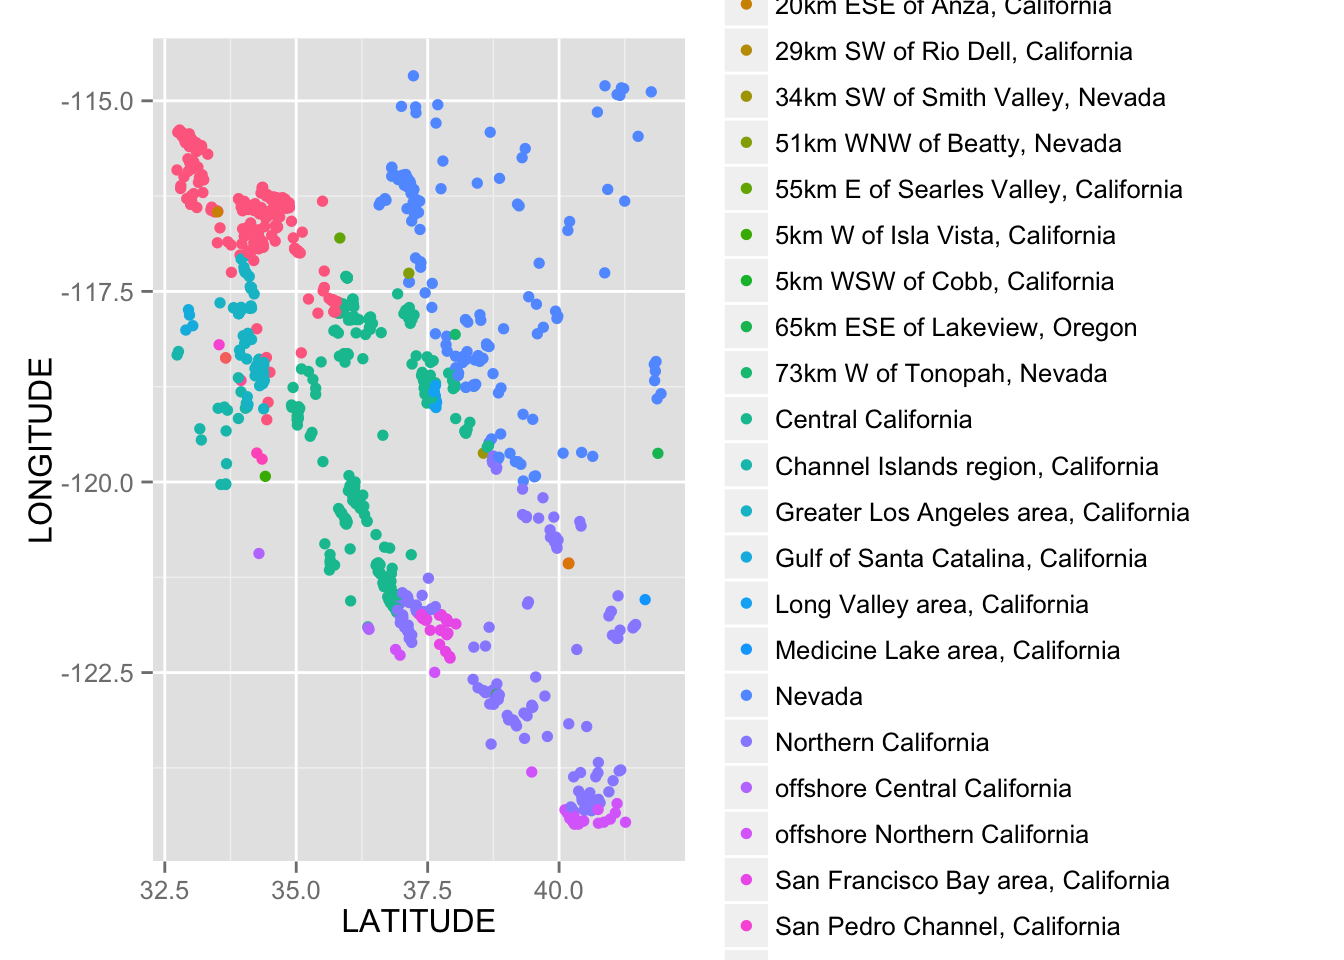 20km ESE of Anza, California
29km SW of Rio Dell, California
34km SW of Smith Valley, Nevada
51km WNW of Beatty, Nevada
55km E of Searles Valley, California
5km W of Isla Vista, California
5km WSW of Cobb, California
65km ESE of Lakeview, Oregon
73km W of Tonopah, Nevada
Central California
Channel Islands region, California
Greater Los Angeles area, California
Gulf of Santa Catalina, California
Long Valley area, California
Medicine Lake area, California
Nevada
Northern California
offshore Central California
offshore Northern California
San Francisco Bay area, California
San Pedro Channel, California
LONGITUDE
-115.0
-117.5
-120.0
-122.5
32.5 35.0 37.5 40.0
LATITUDE